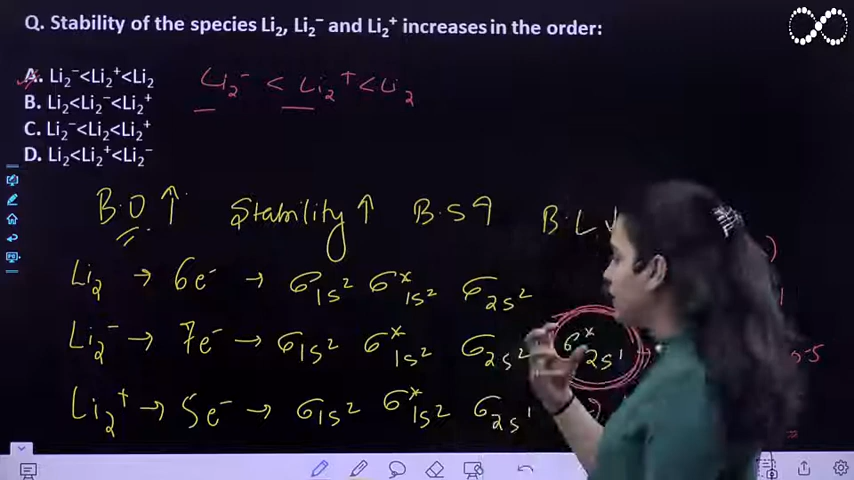 Q. Stability of the species Li₂, Li₂⁻ and Li₂⁺ increases in the order:
A. Li₂⁻<Li₂⁺<Li₂
Li₂⁻ < Li₂⁺ < Li₂
B. Li₂<Li₂⁻<Li₂⁺
C. Li₂⁻<Li₂<Li₂⁺
D. Li₂<Li₂⁺<Li₂⁻
B.O ↑ Stability ↑ B.S ↑ B.L
Li₂ → 6e⁻ → σ1s² σ*1s² σ2s²
Li₂⁻ → 7e⁻ → σ1s² σ*1s² σ2s² σ*2s¹
Li₂⁺ → 5e⁻ → σ1s² σ*1s² σ2s¹